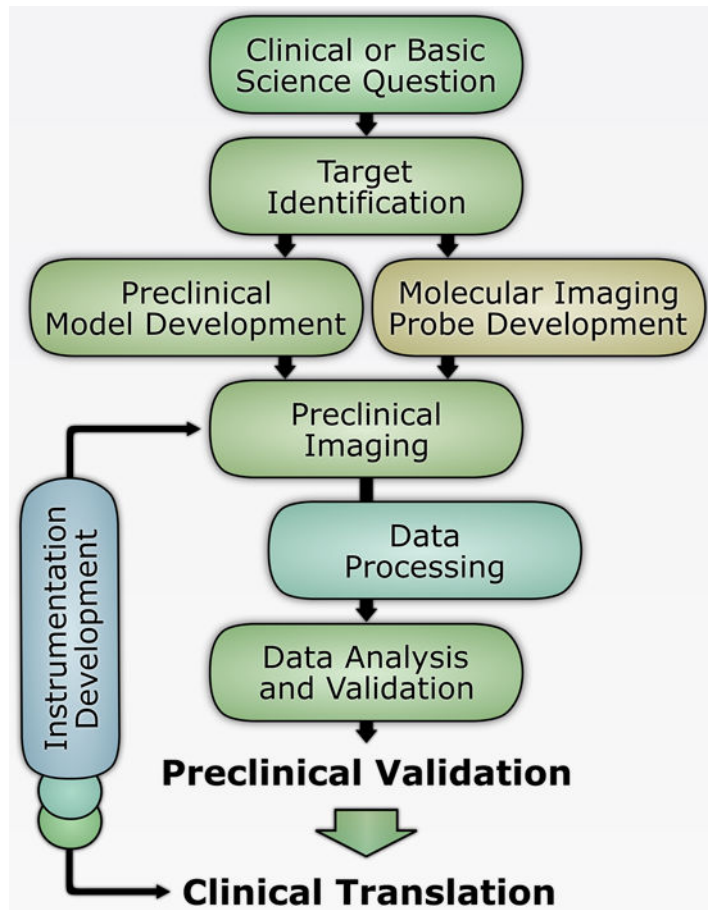 Clinical or Basic
Science Question
Target
Identification
Preclinical
Model Development
Molecular Imaging
Probe Development
Preclinical
Imaging
Instrumentation
Development
Data
Processing
Data Analysis
and Validation
Preclinical Validation
Clinical Translation